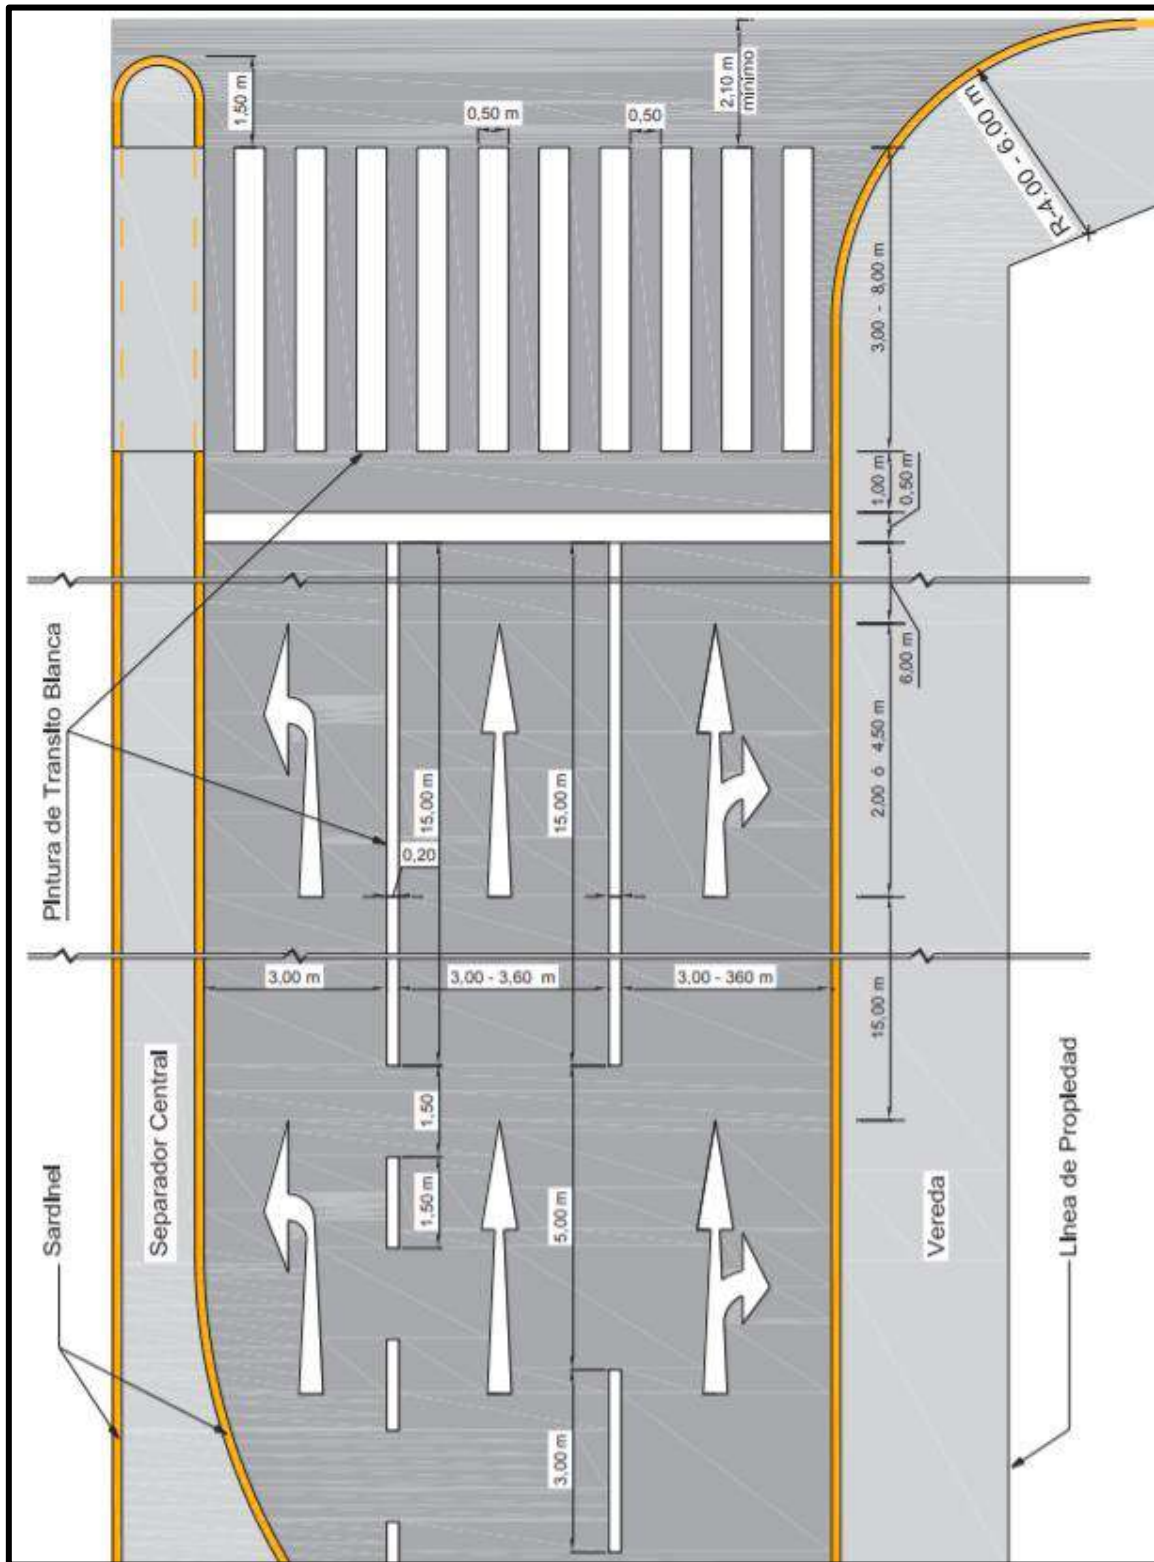 1,50 m
0,50 m
0,50
2,10 m
mínimo
R-4.00 - 6.00 m
3,00 - 8,00 m
1,00 m
0,50 m
6,00 m
2,00 ó 4,50 m
15,00 m
Pintura de Transito Blanca
15,00 m
15,00 m
0,20
3,00 m
3,00 - 3,60 m
3,00 - 360 m
1,50
1,50 m
5,00 m
3,00 m
Sardinel
Separador Central
Vereda
Línea de Propiedad